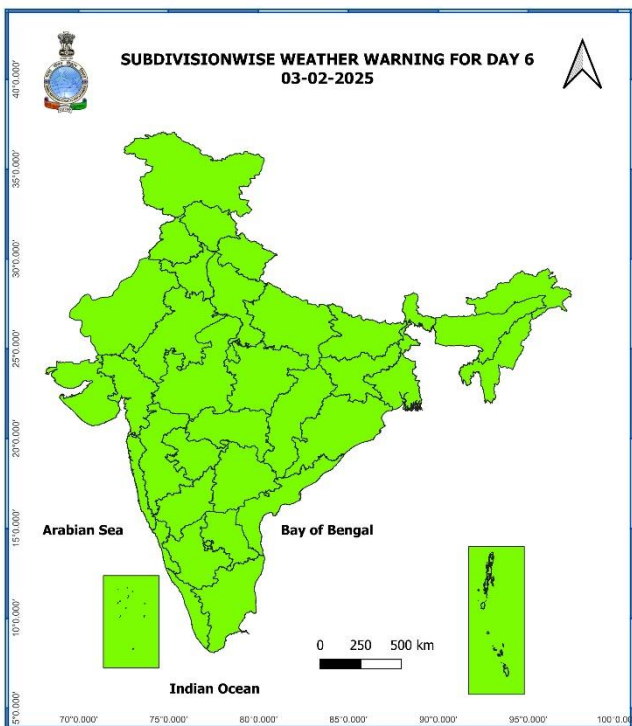 SUBDIVISIONWISE WEATHER WARNING FOR DAY 6
03-02-2025
40°0.000'
35°0.000'
30°0.000'
25°0.000'
20°0.000'
15°0.000'
10°0.000'
5°0.000'
Arabian Sea
Bay of Bengal
0 250 500 km
Indian Ocean
70°0.000' 75°0.000' 80°0.000' 85°0.000' 90°0.000' 95°0.000' 100°0.0